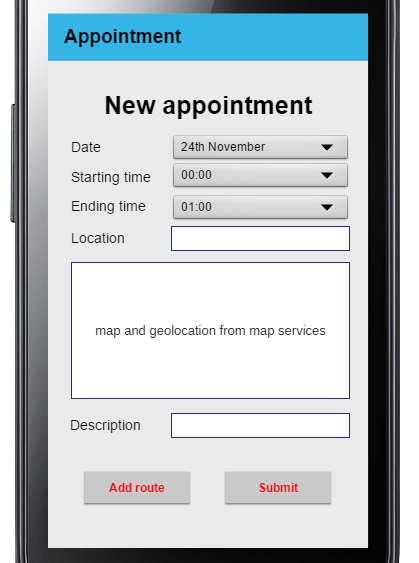 Appointment
New appointment
Date 24th November
Starting time 00:00
Ending time 01:00
Location
map and geolocation from map services
Description
Add route Submit